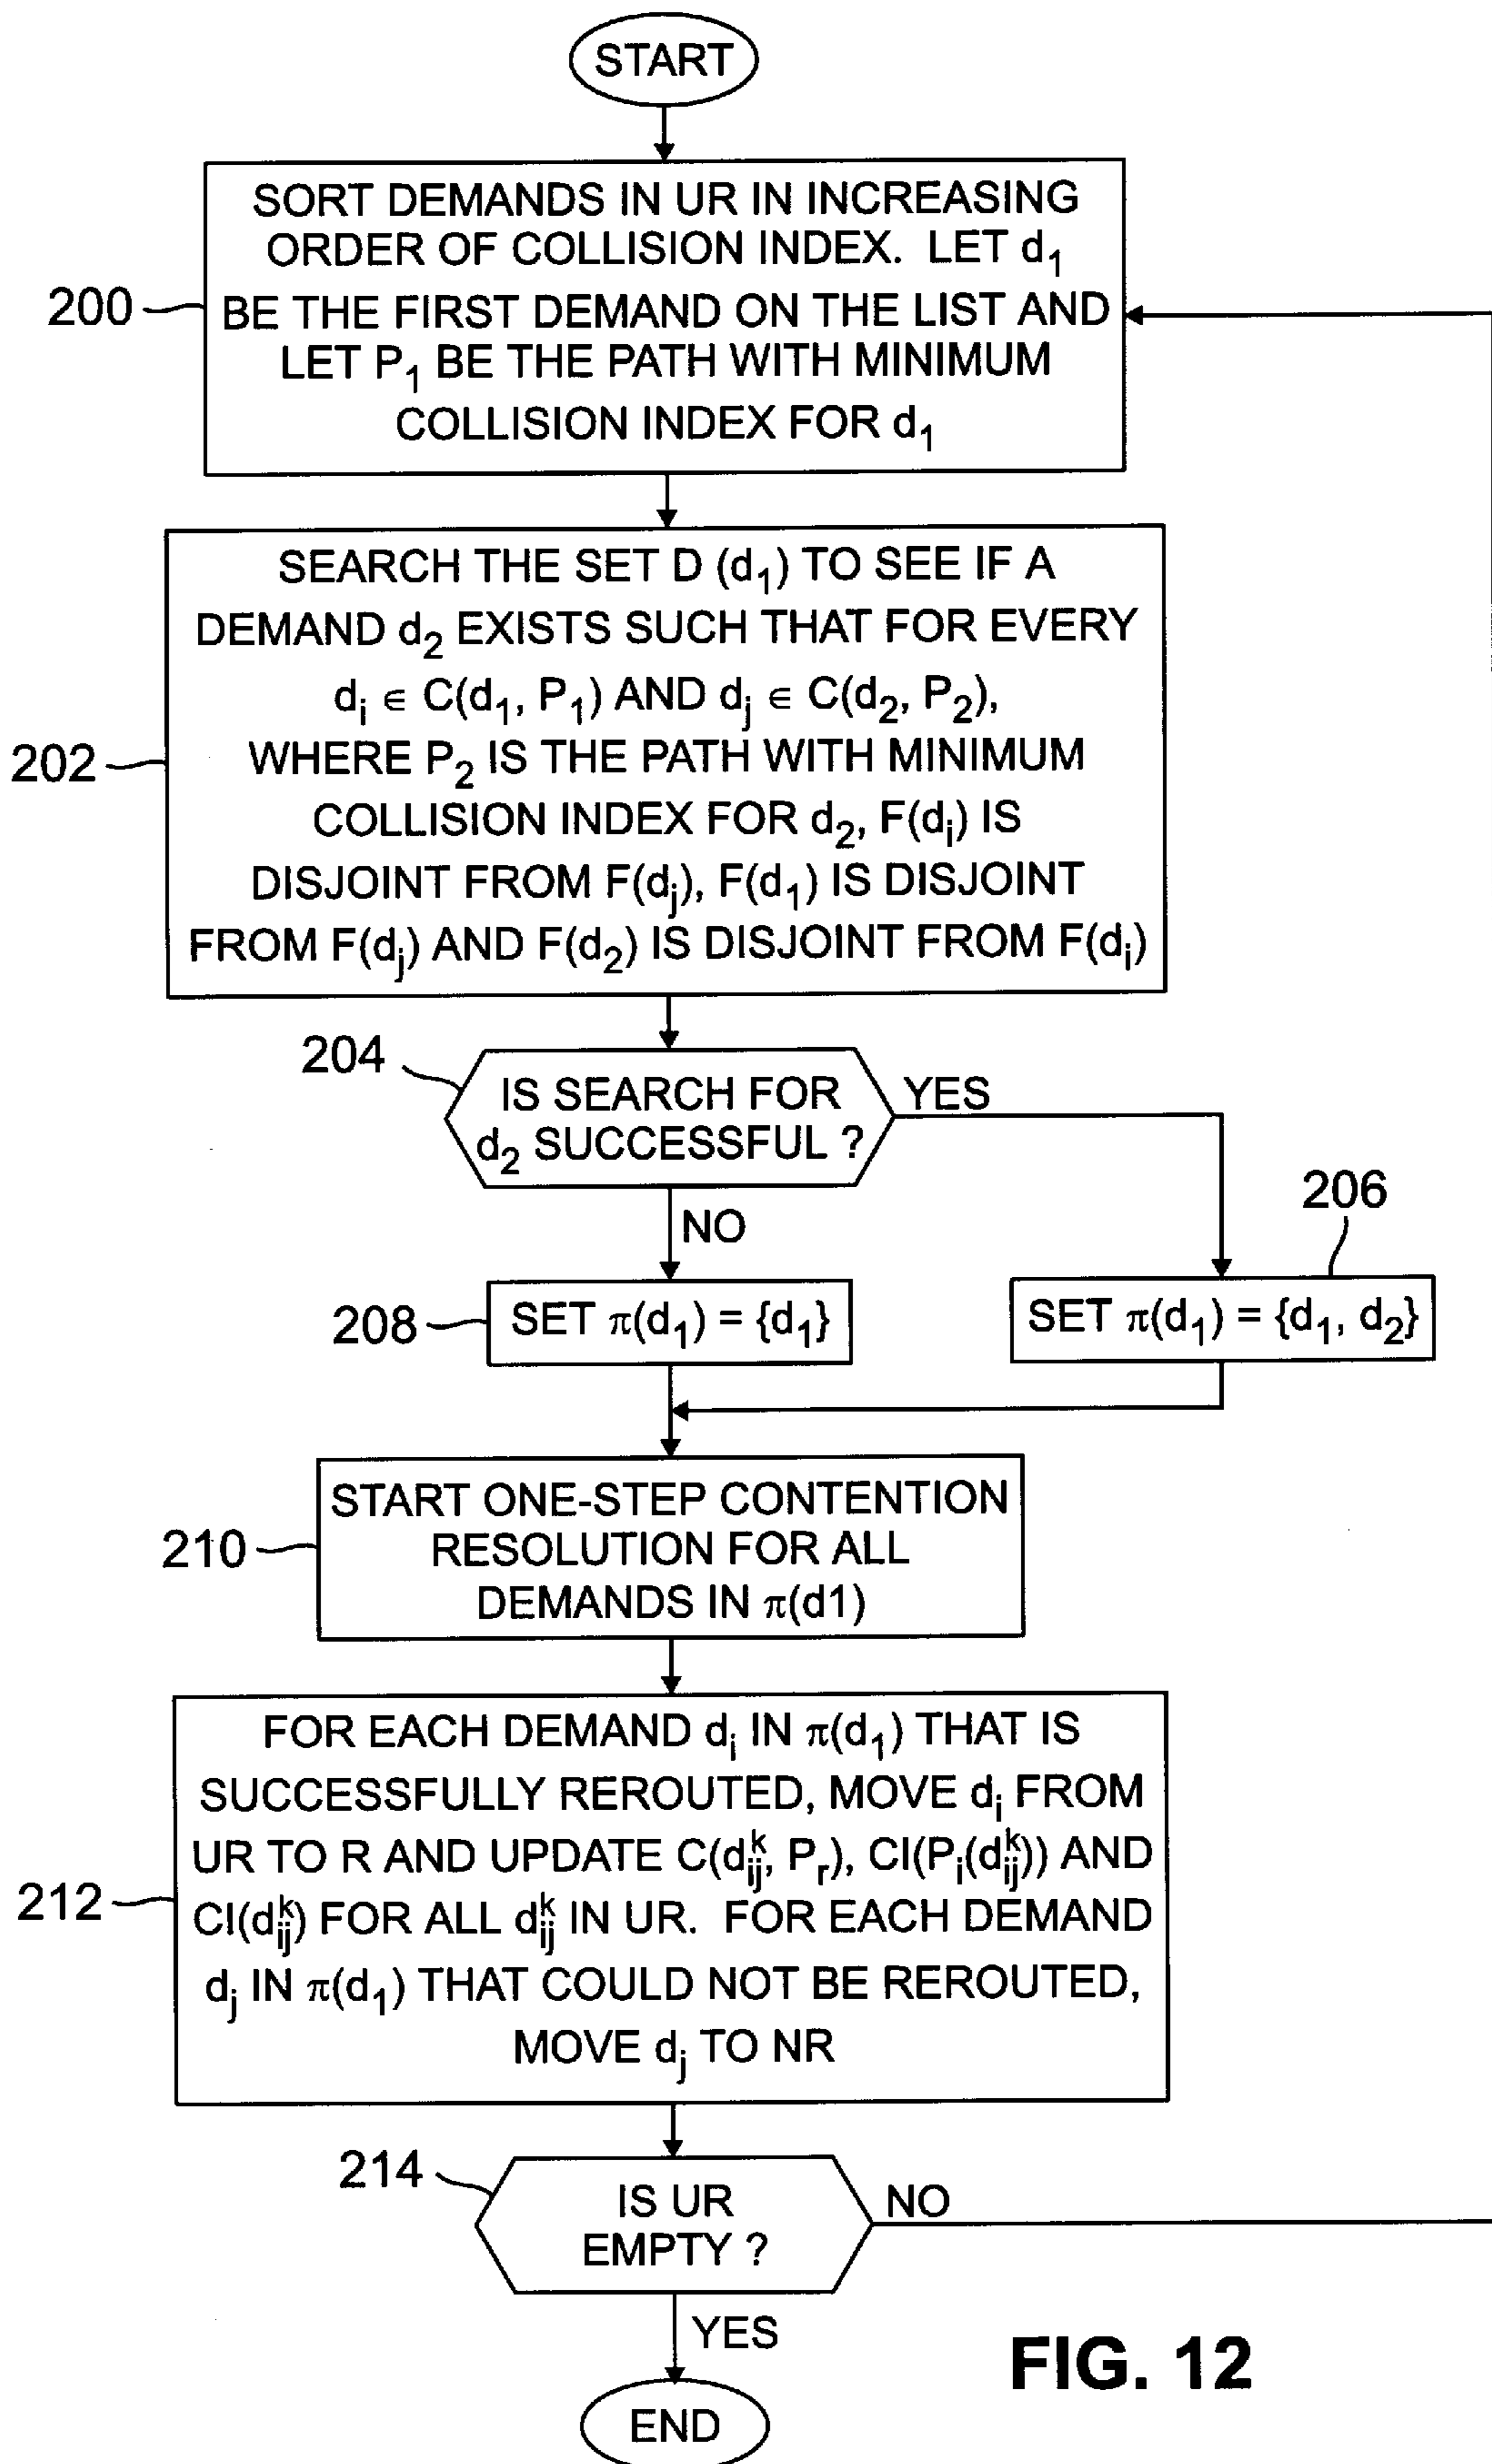 START
SORT DEMANDS IN UR IN INCREASING
ORDER OF COLLISION INDEX. LET d₁
200
BE THE FIRST DEMAND ON THE LIST AND
LET P₁ BE THE PATH WITH MINIMUM
COLLISION INDEX FOR d₁
SEARCH THE SET D (d₁) TO SEE IF A
DEMAND d₂ EXISTS SUCH THAT FOR EVERY
dᵢ ∈ C(d₁, P₁) AND dⱼ ∈ C(d₂, P₂),
202
WHERE P₂ IS THE PATH WITH MINIMUM
COLLISION INDEX FOR d₂, F(dᵢ) IS
DISJOINT FROM F(dⱼ), F(d₁) IS DISJOINT
FROM F(dⱼ) AND F(d₂) IS DISJOINT FROM F(dᵢ)
204
IS SEARCH FOR
d₂ SUCCESSFUL ?
YES
NO
206
208
SET π(d₁) = {d₁}
SET π(d₁) = {d₁, d₂}
START ONE-STEP CONTENTION
210
RESOLUTION FOR ALL
DEMANDS IN π(d1)
FOR EACH DEMAND dᵢ IN π(d₁) THAT IS
SUCCESSFULLY REROUTED, MOVE dᵢ FROM
UR TO R AND UPDATE C(dᵢⱼᵏ, Pᵣ), CI(Pᵢ(dᵢⱼᵏ)) AND
212
CI(dᵢⱼᵏ) FOR ALL dᵢⱼᵏ IN UR. FOR EACH DEMAND
dⱼ IN π(d₁) THAT COULD NOT BE REROUTED,
MOVE dⱼ TO NR
214
IS UR
EMPTY ?
NO
YES
END
FIG. 12